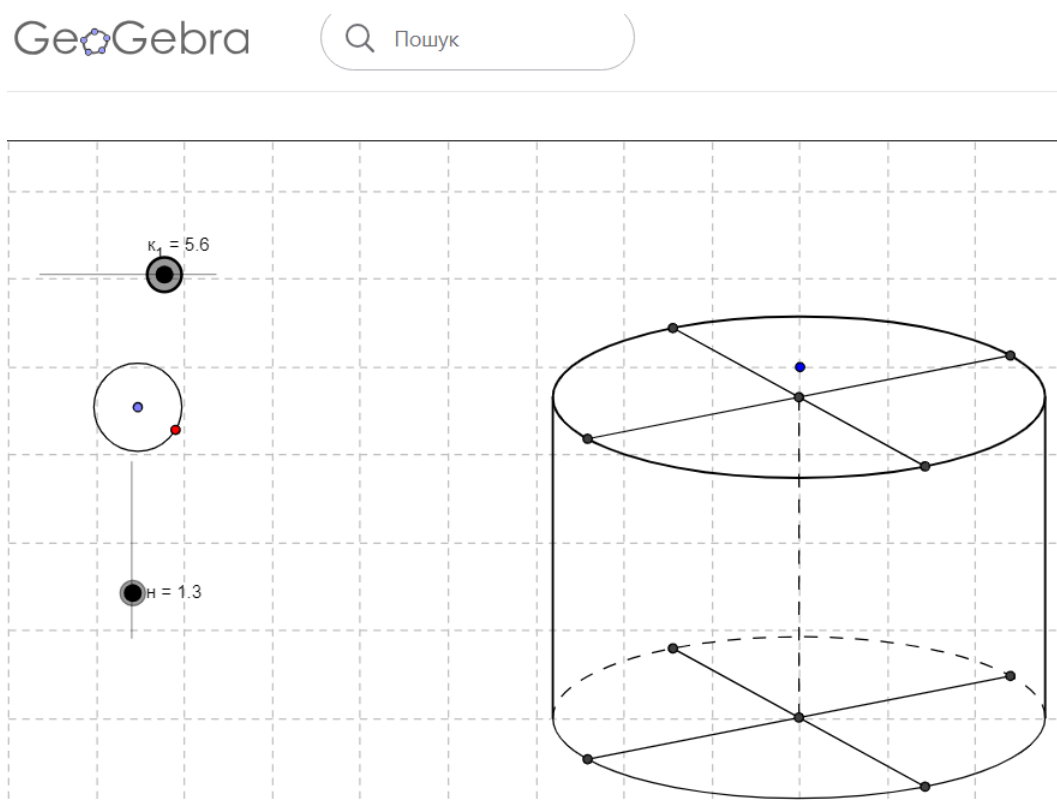 GeoGebra
Пошук
к₁ = 5.6
н = 1.3